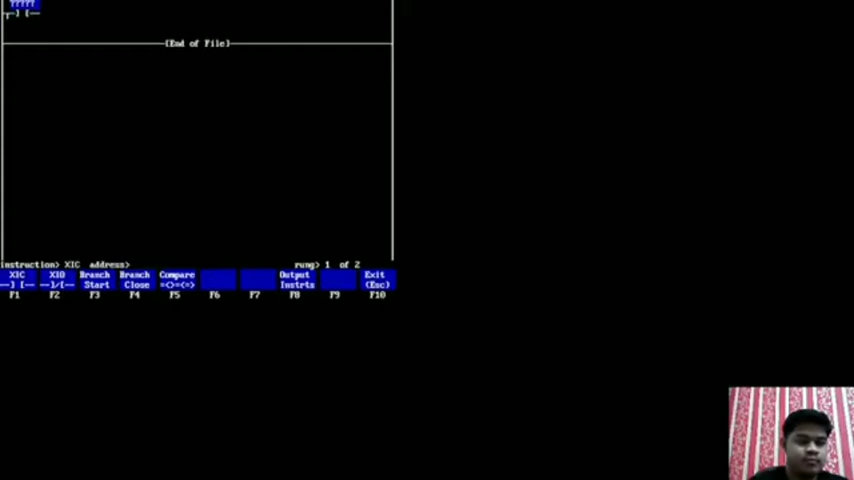 ?????
[End of File]
instruction> XIC address> rung> 1 of 2
XIC XIO Branch Branch Compare Output Exit
--] [-- --]/[-- Start Close =<>=<=> Instrts (Esc)
F1 F2 F3 F4 F5 F6 F7 F8 F9 F10